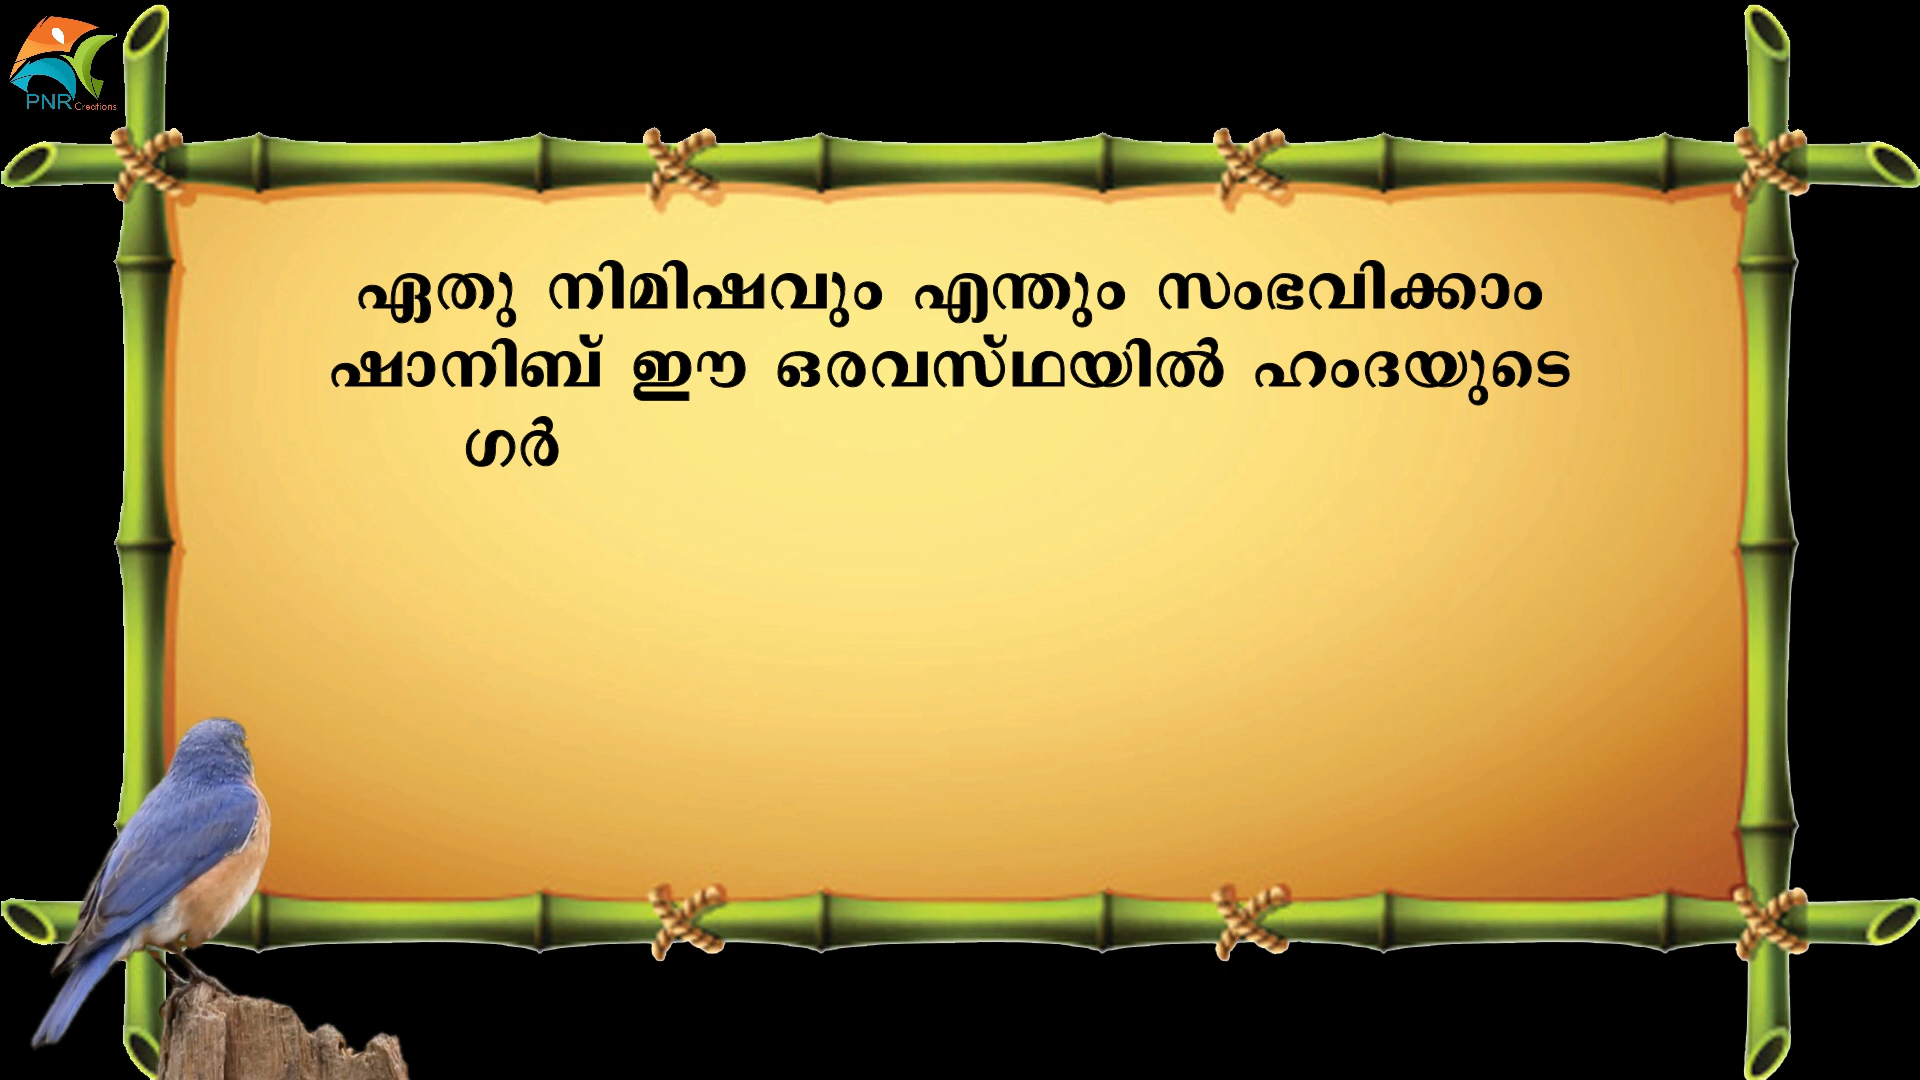 PNR Creations
ഏതു നിമിഷവും എന്തും സംഭവിക്കാം
ഷാനിബ് ഈ ഒരവസ്ഥയിൽ ഹംദയുടെ
ഗർ